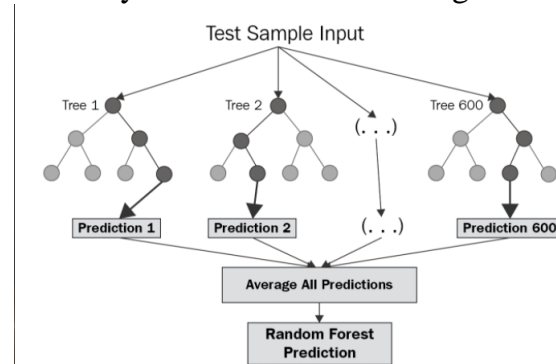 Test Sample Input
Tree 1
Tree 2
Tree 600
(. . .)
Prediction 1
Prediction 2
(. . .)
Prediction 600
Average All Predictions
Random Forest
Prediction